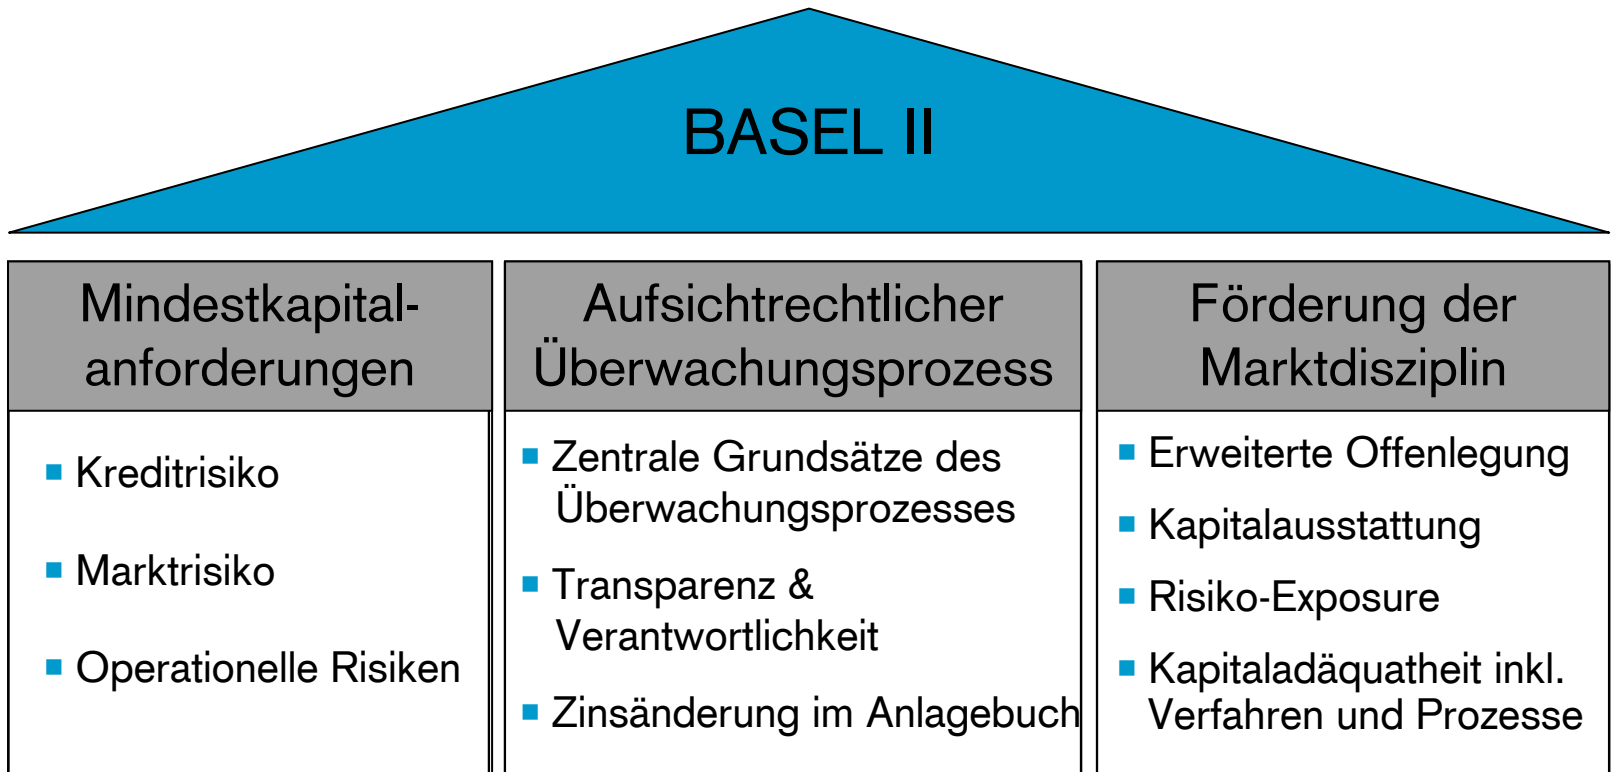 BASEL II
Mindestkapital-
anforderungen
▪ Kreditrisiko
▪ Marktrisiko
▪ Operationelle Risiken
Aufsichtrechtlicher
Überwachungsprozess
▪ Zentrale Grundsätze des
Überwachungsprozesses
▪ Transparenz &
Verantwortlichkeit
▪ Zinsänderung im Anlagebuch
Förderung der
Marktdisziplin
▪ Erweiterte Offenlegung
▪ Kapitalausstattung
▪ Risiko-Exposure
▪ Kapitaladäquatheit inkl.
Verfahren und Prozesse